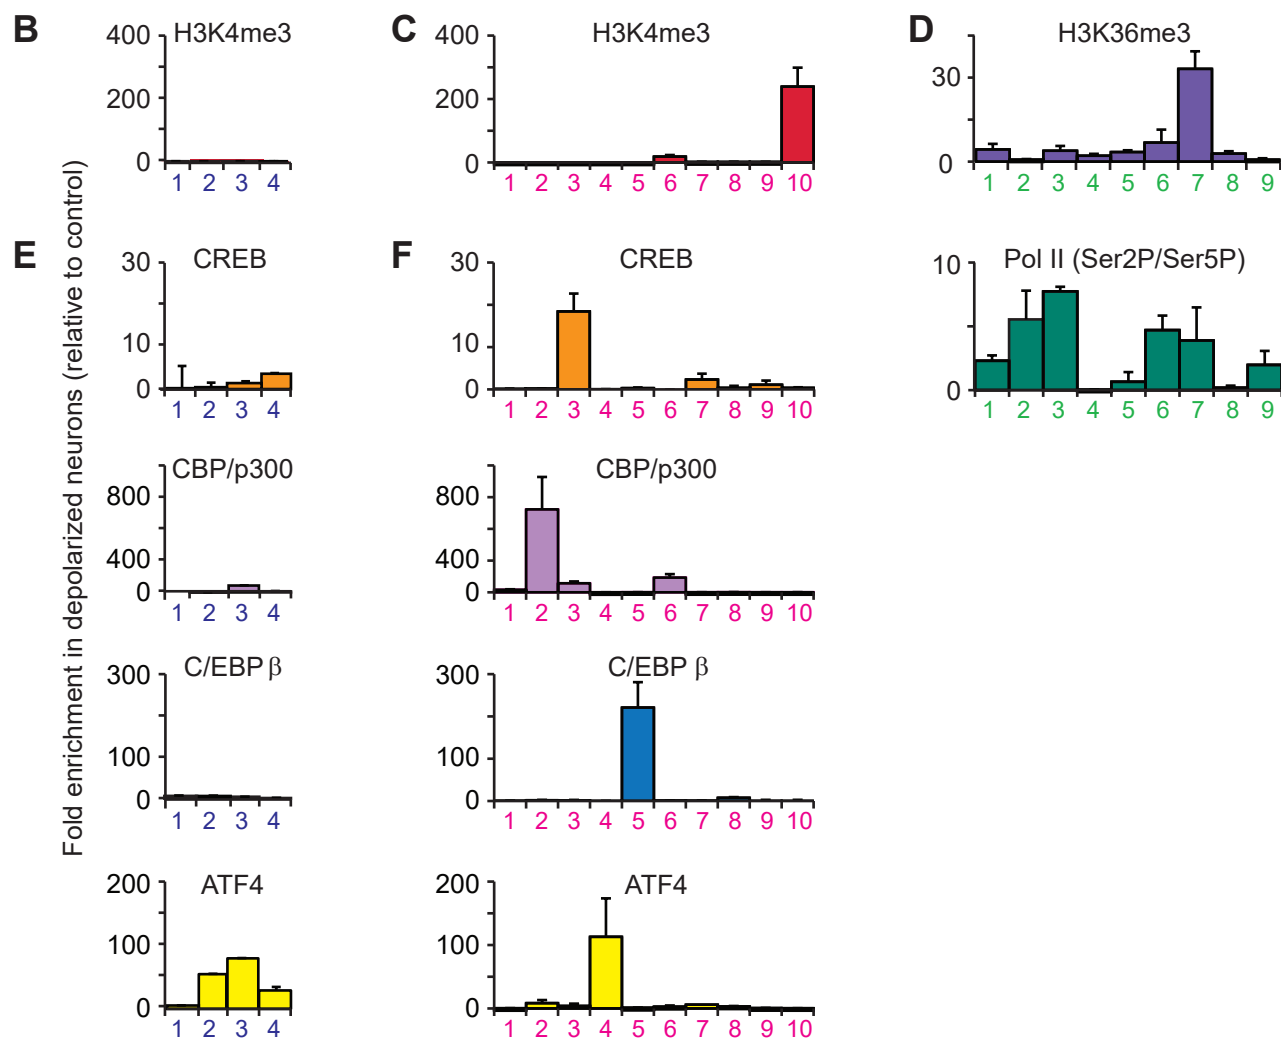 Fold enrichment in depolarized neurons (relative to control)
B
H3K4me3
400
200
0
1 2 3 4
C
H3K4me3
400
200
0
1 2 3 4 5 6 7 8 9 10
D
H3K36me3
30
0
1 2 3 4 5 6 7 8 9
E
CREB
30
10
0
1 2 3 4
F
CREB
30
10
0
1 2 3 4 5 6 7 8 9 10
Pol II (Ser2P/Ser5P)
10
0
1 2 3 4 5 6 7 8 9
CBP/p300
800
400
0
1 2 3 4
CBP/p300
800
400
0
1 2 3 4 5 6 7 8 9 10
C/EBP β
300
100
0
1 2 3 4
C/EBP β
300
100
0
1 2 3 4 5 6 7 8 9 10
ATF4
200
100
0
1 2 3 4
ATF4
200
100
0
1 2 3 4 5 6 7 8 9 10